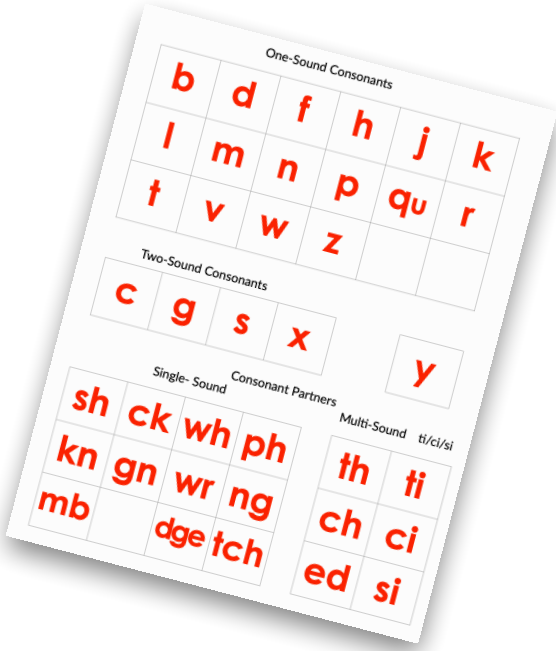 One-Sound Consonants
b d f h j k
l m n p qu r
t v w z
Two-Sound Consonants
c g s x
y
Single- Sound
Consonant Partners
Multi-Sound ti/ci/si
sh ck wh ph
kn gn wr ng
mb dge tch
th ti
ch ci
ed si